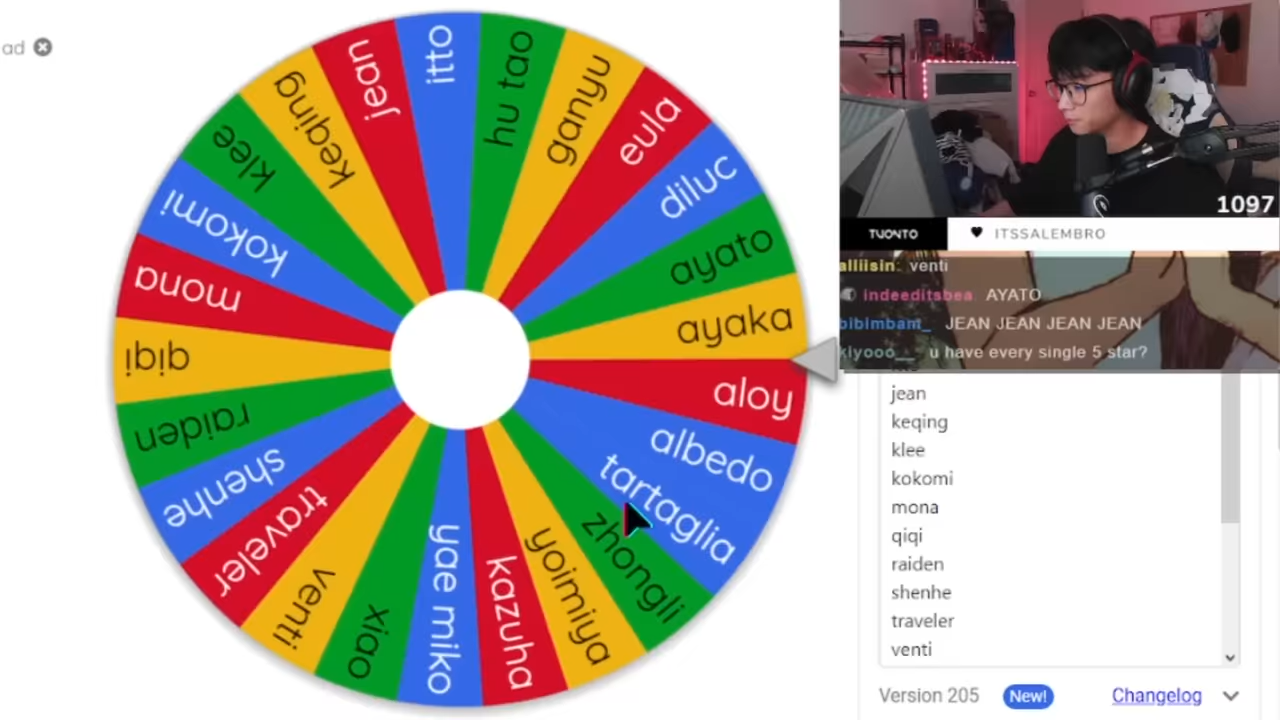 ad
itto
hu tao
ganyu
eula
diluc
ayato
ayaka
aloy
albedo
tartaglia
zhongli
yoimiya
kazuha
yae miko
xiao
venti
traveler
shenhe
raiden
qiqi
mona
kokomi
klee
keqing
jean
1097
TUONTO
ITSSALEMBRO
alliisin: venti
indeeditsbea AYATO
bibimbam_ JEAN JEAN JEAN JEAN
kiyooo__ u have every single 5 star?
jean
keqing
klee
kokomi
mona
qiqi
raiden
shenhe
traveler
venti
Version 205 New! Changelog